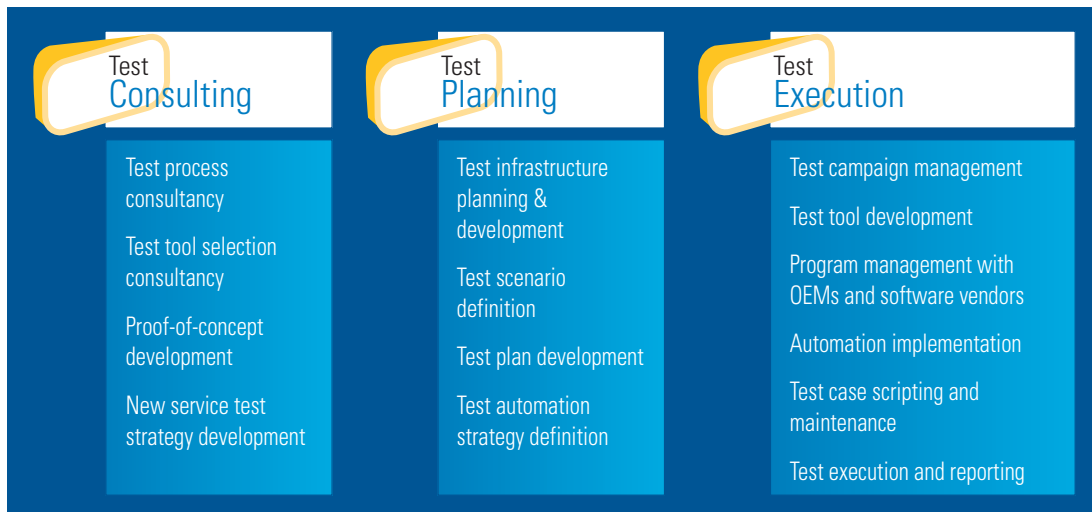 Test
Consulting
Test process
consultancy
Test tool selection
consultancy
Proof-of-concept
development
New service test
strategy development
Test
Planning
Test infrastructure
planning &
development
Test scenario
definition
Test plan development
Test automation
strategy definition
Test
Execution
Test campaign management
Test tool development
Program management with
OEMs and software vendors
Automation implementation
Test case scripting and
maintenance
Test execution and reporting